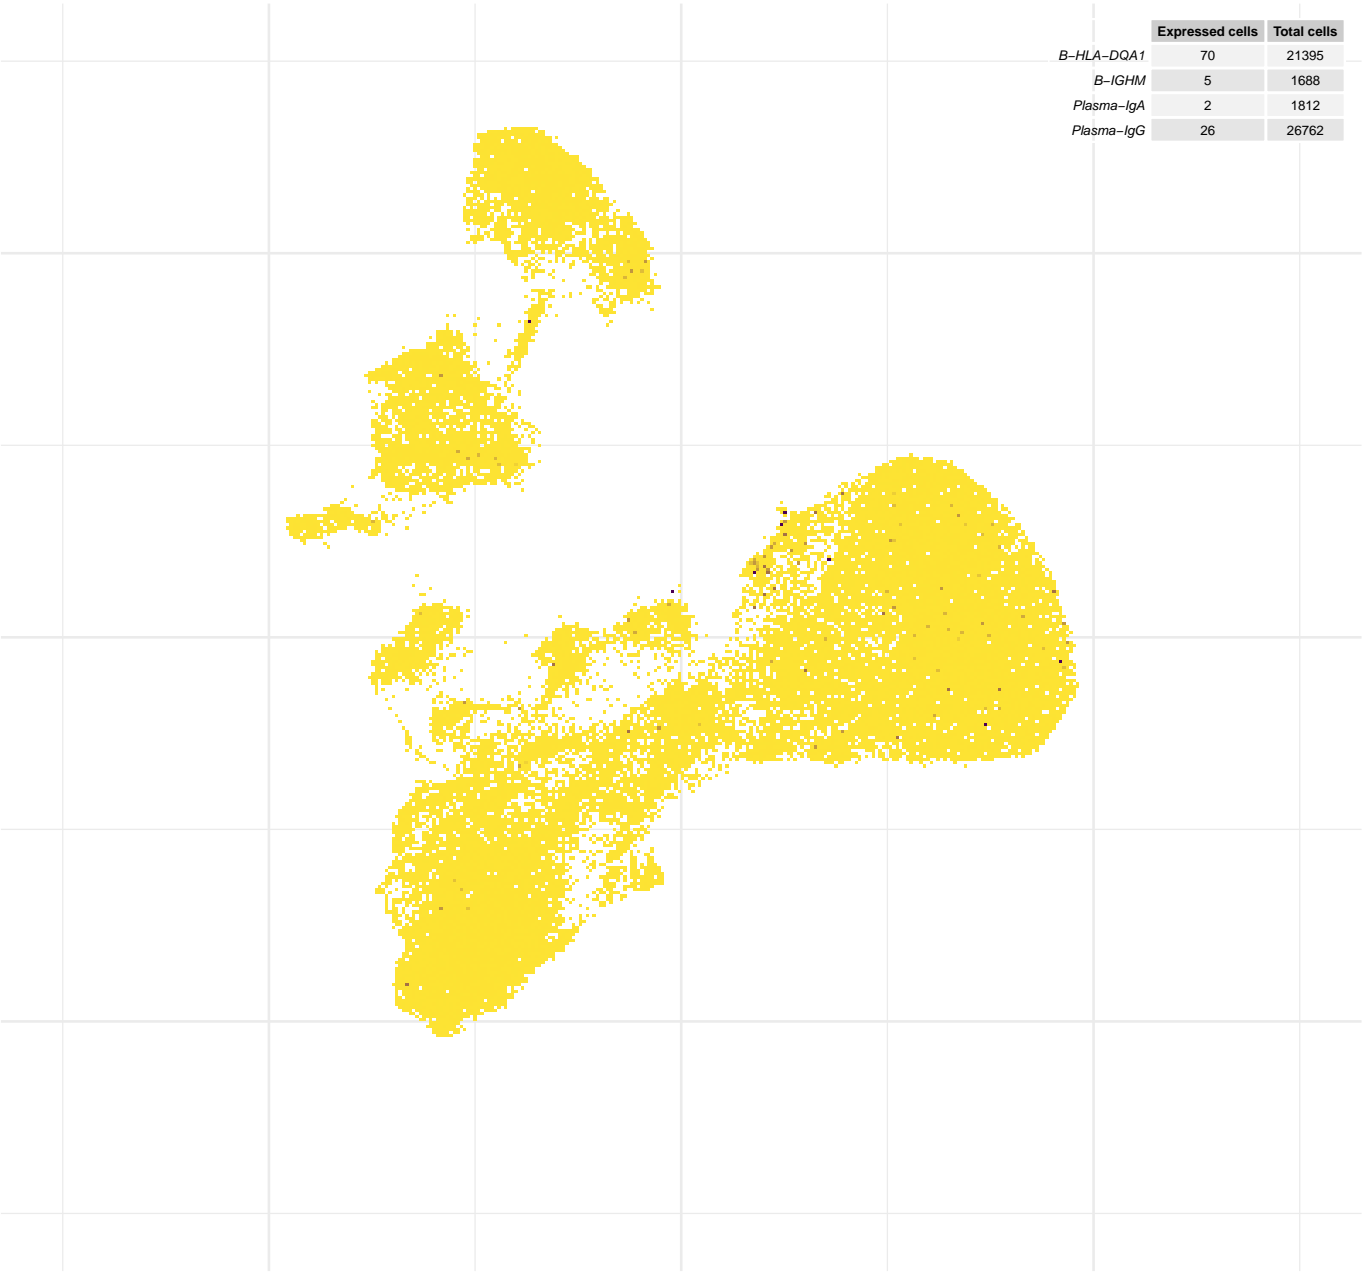 Expressed cells Total cells
B−HLA−DQA1 70 21395
B−IGHM 5 1688
Plasma−IgA 2 1812
Plasma−IgG 26 26762